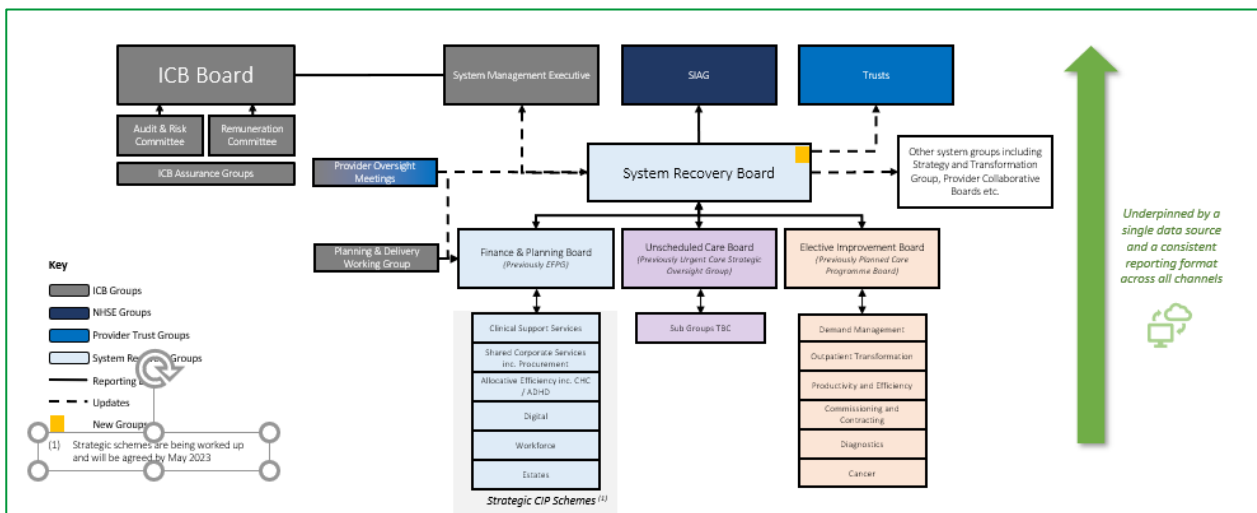 ICB Board
System Management Executive
SIAG
Trusts
Audit & Risk
Committee
Remuneration
Committee
ICB Assurance Groups
Provider Oversight
Meetings
System Recovery Board
Other system groups including
Strategy and Transformation
Group, Provider Collaborative
Boards etc.
Planning & Delivery
Working Group
Finance & Planning Board
(Previously EFPG)
Unscheduled Care Board
(Previously Urgent Care Strategic
Oversight Group)
Elective Improvement Board
(Previously Planned Care
Programme Board)
Underpinned by a
single data source
and a consistent
reporting format
across all channels
Key
ICB Groups
NHSE Groups
Provider Trust Groups
System Groups
Reporting
Updates
New Groups
(1) Strategic schemes are being worked up
and will be agreed by May 2023
Clinical Support Services
Shared Corporate Services
inc. Procurement
Allocative Efficiency inc. CHC
/ ADHD
Digital
Workforce
Estates
Strategic CIP Schemes (1)
Sub Groups TBC
Demand Management
Outpatient Transformation
Productivity and Efficiency
Commissioning and
Contracting
Diagnostics
Cancer